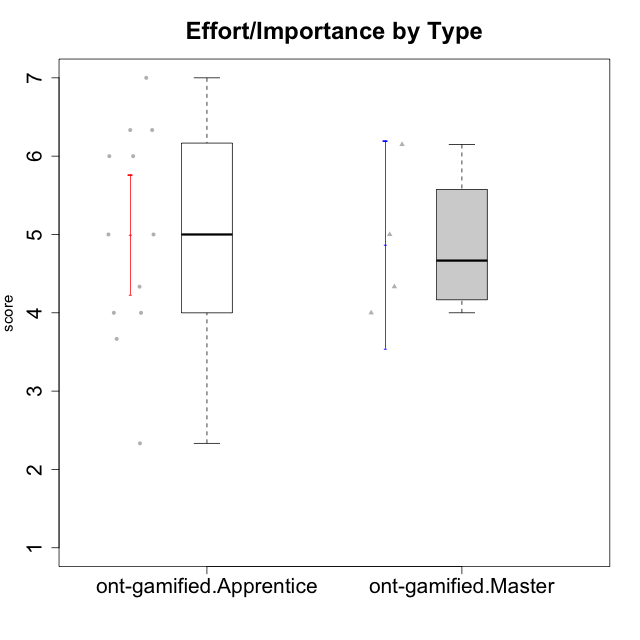 Effort/Importance by Type
7
6
5
4
3
2
1
score
ont-gamified.Apprentice
ont-gamified.Master